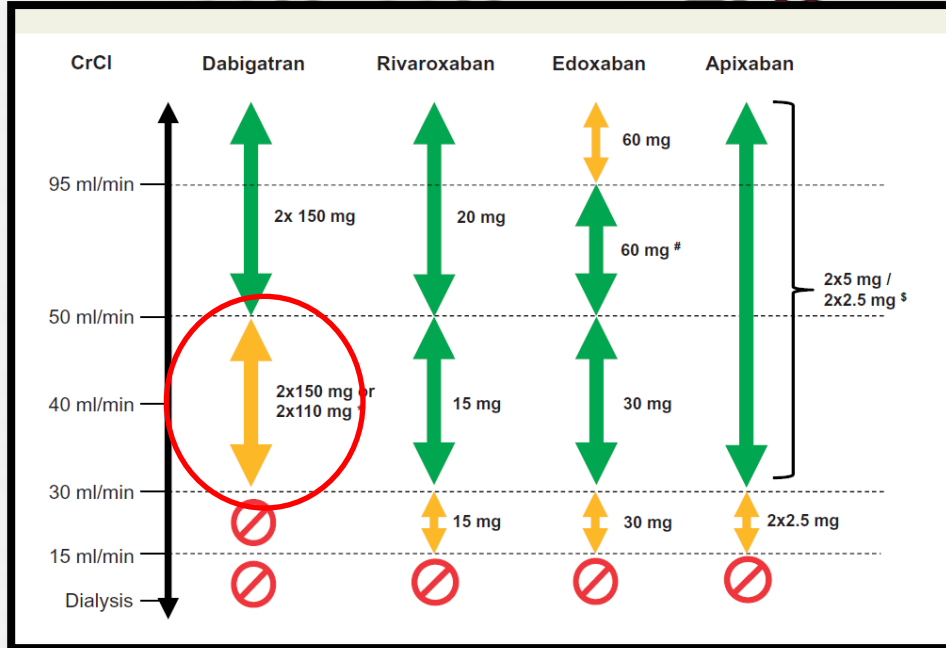 CrCl Dabigatran Rivaroxaban Edoxaban Apixaban
60 mg
95 ml/min
2x 150 mg 20 mg
60 mg #
2x5 mg /
2x2.5 mg $
50 ml/min
2x150 mg or
2x110 mg *
40 ml/min 15 mg 30 mg
30 ml/min
15 mg 30 mg 2x2.5 mg
15 ml/min
Dialysis